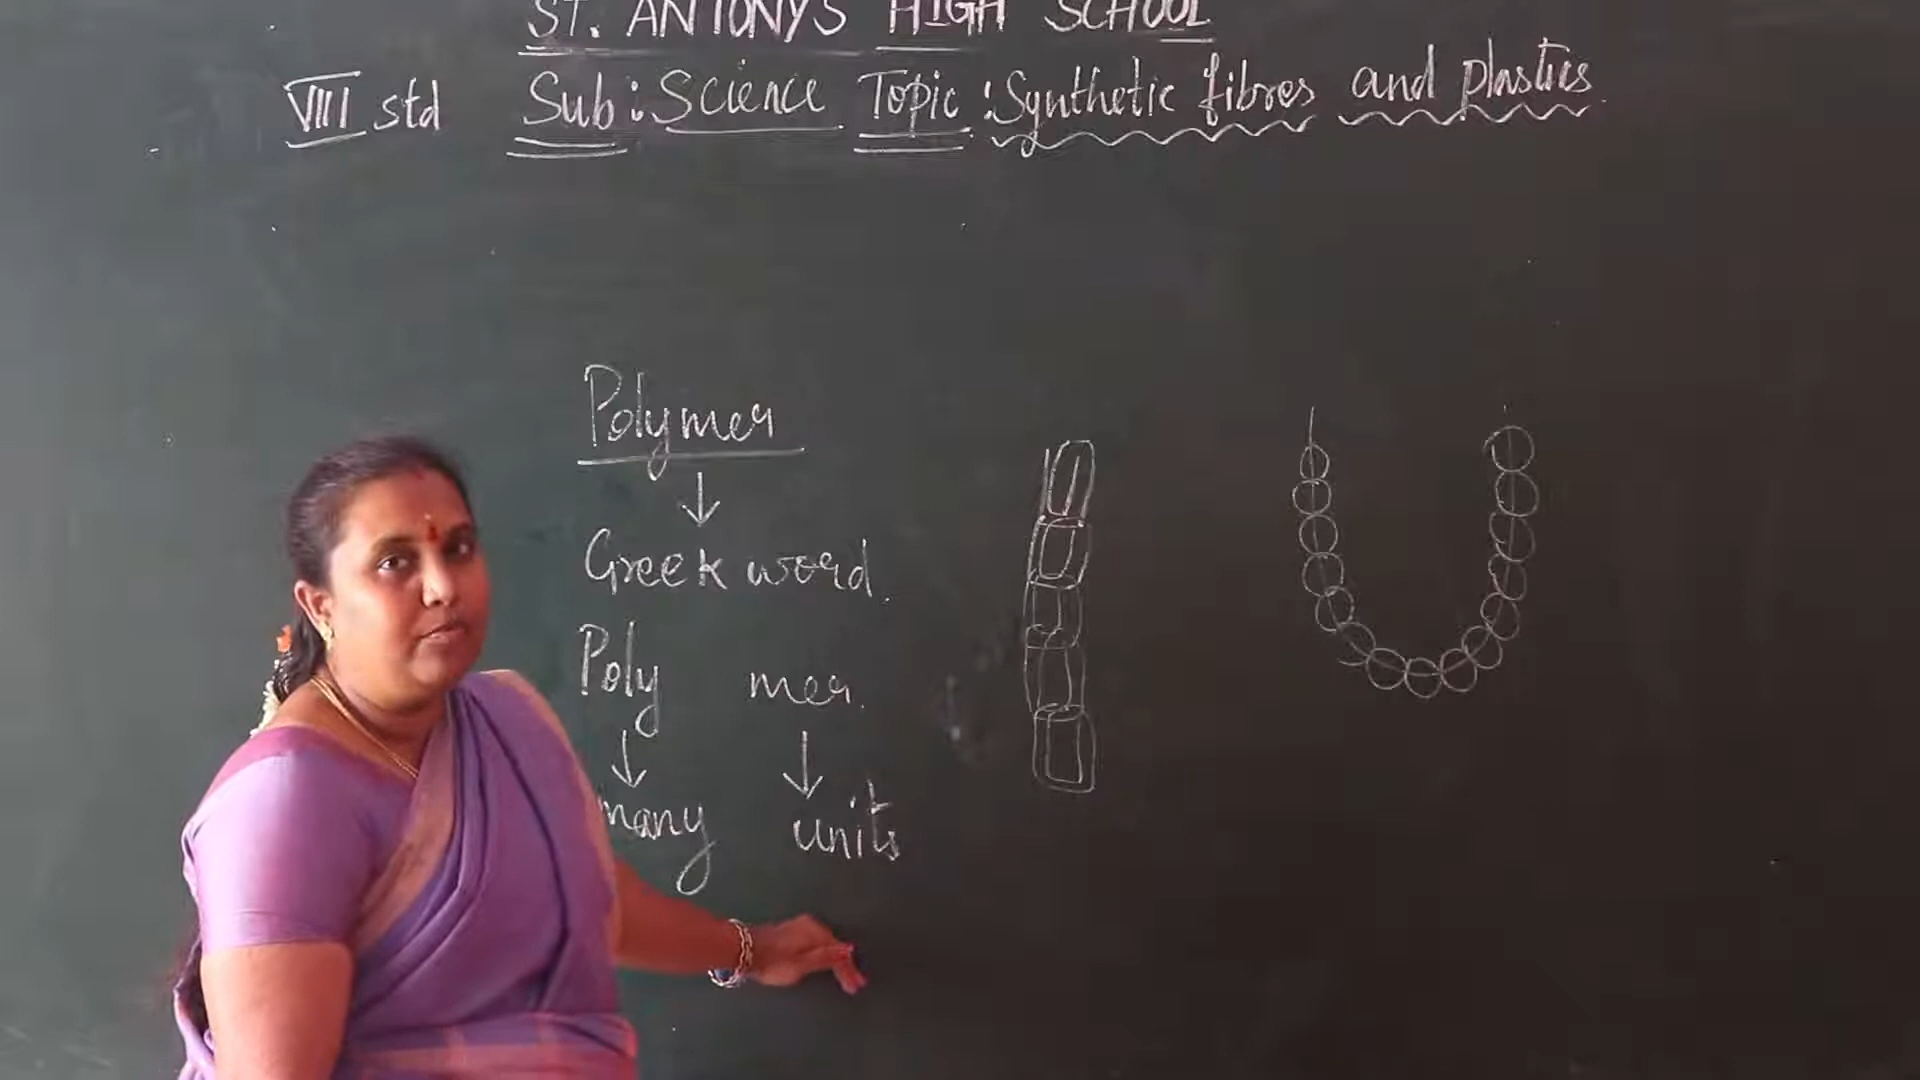 ST. ANTONYS HIGH SCHOOL
VIII std Sub: Science Topic: Synthetic fibres and plastics.
Polymer
↓
Greek word.
Poly mer.
↓ ↓
many units